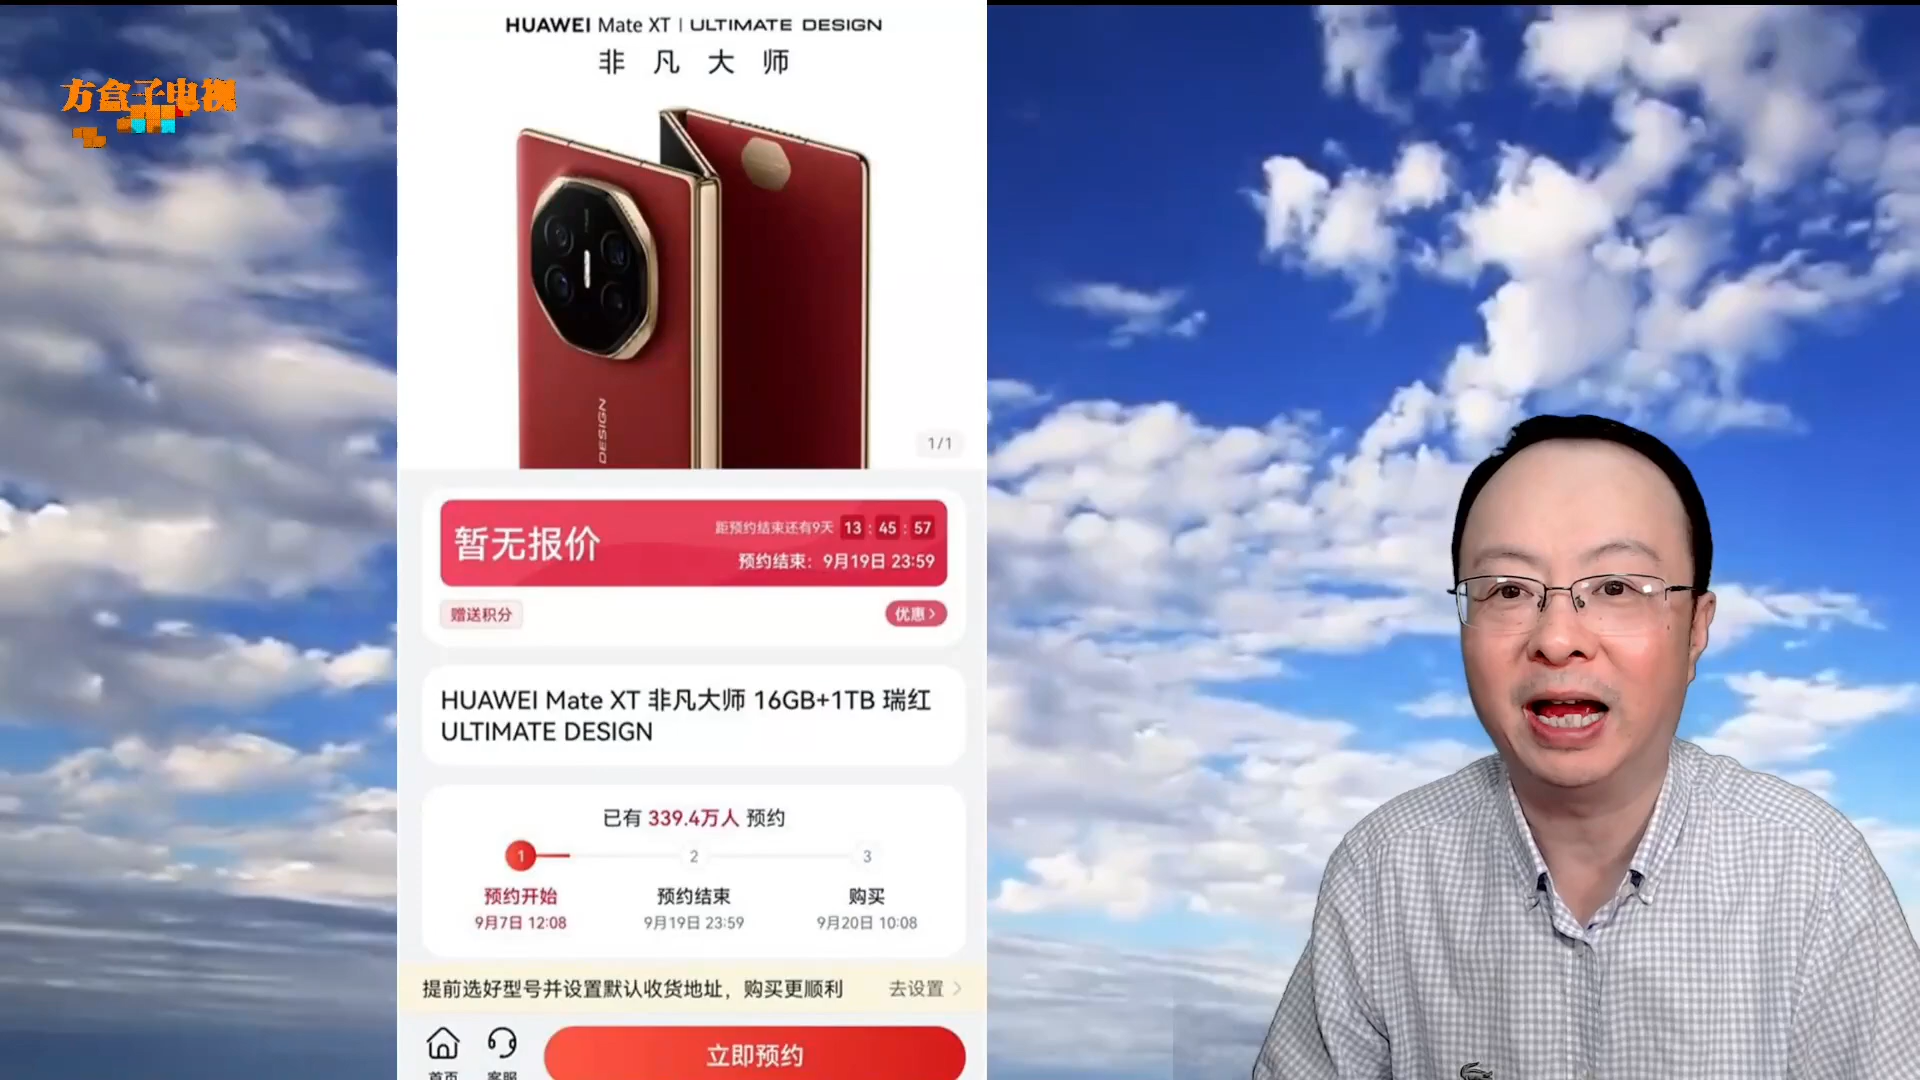 方盒子电视
HUAWEI Mate XT | ULTIMATE DESIGN
非凡大师
DESIGN
1/1
暂无报价
距预约结束还有9天 13 : 45 : 57
预约结束：9月19日 23:59
赠送积分
优惠 >
HUAWEI Mate XT 非凡大师 16GB+1TB 瑞红
ULTIMATE DESIGN
已有 339.4万人 预约
1 2 3
预约开始 预约结束 购买
9月7日 12:08 9月19日 23:59 9月20日 10:08
提前选好型号并设置默认收货地址，购买更顺利 去设置 >
立即预约
首页 客服